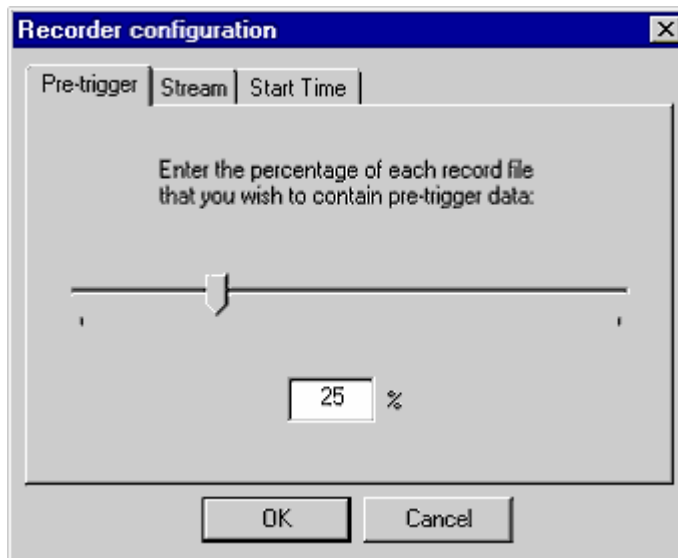 Recorder configuration
Pre-trigger Stream Start Time
Enter the percentage of each record file
that you wish to contain pre-trigger data:
25 %
OK Cancel